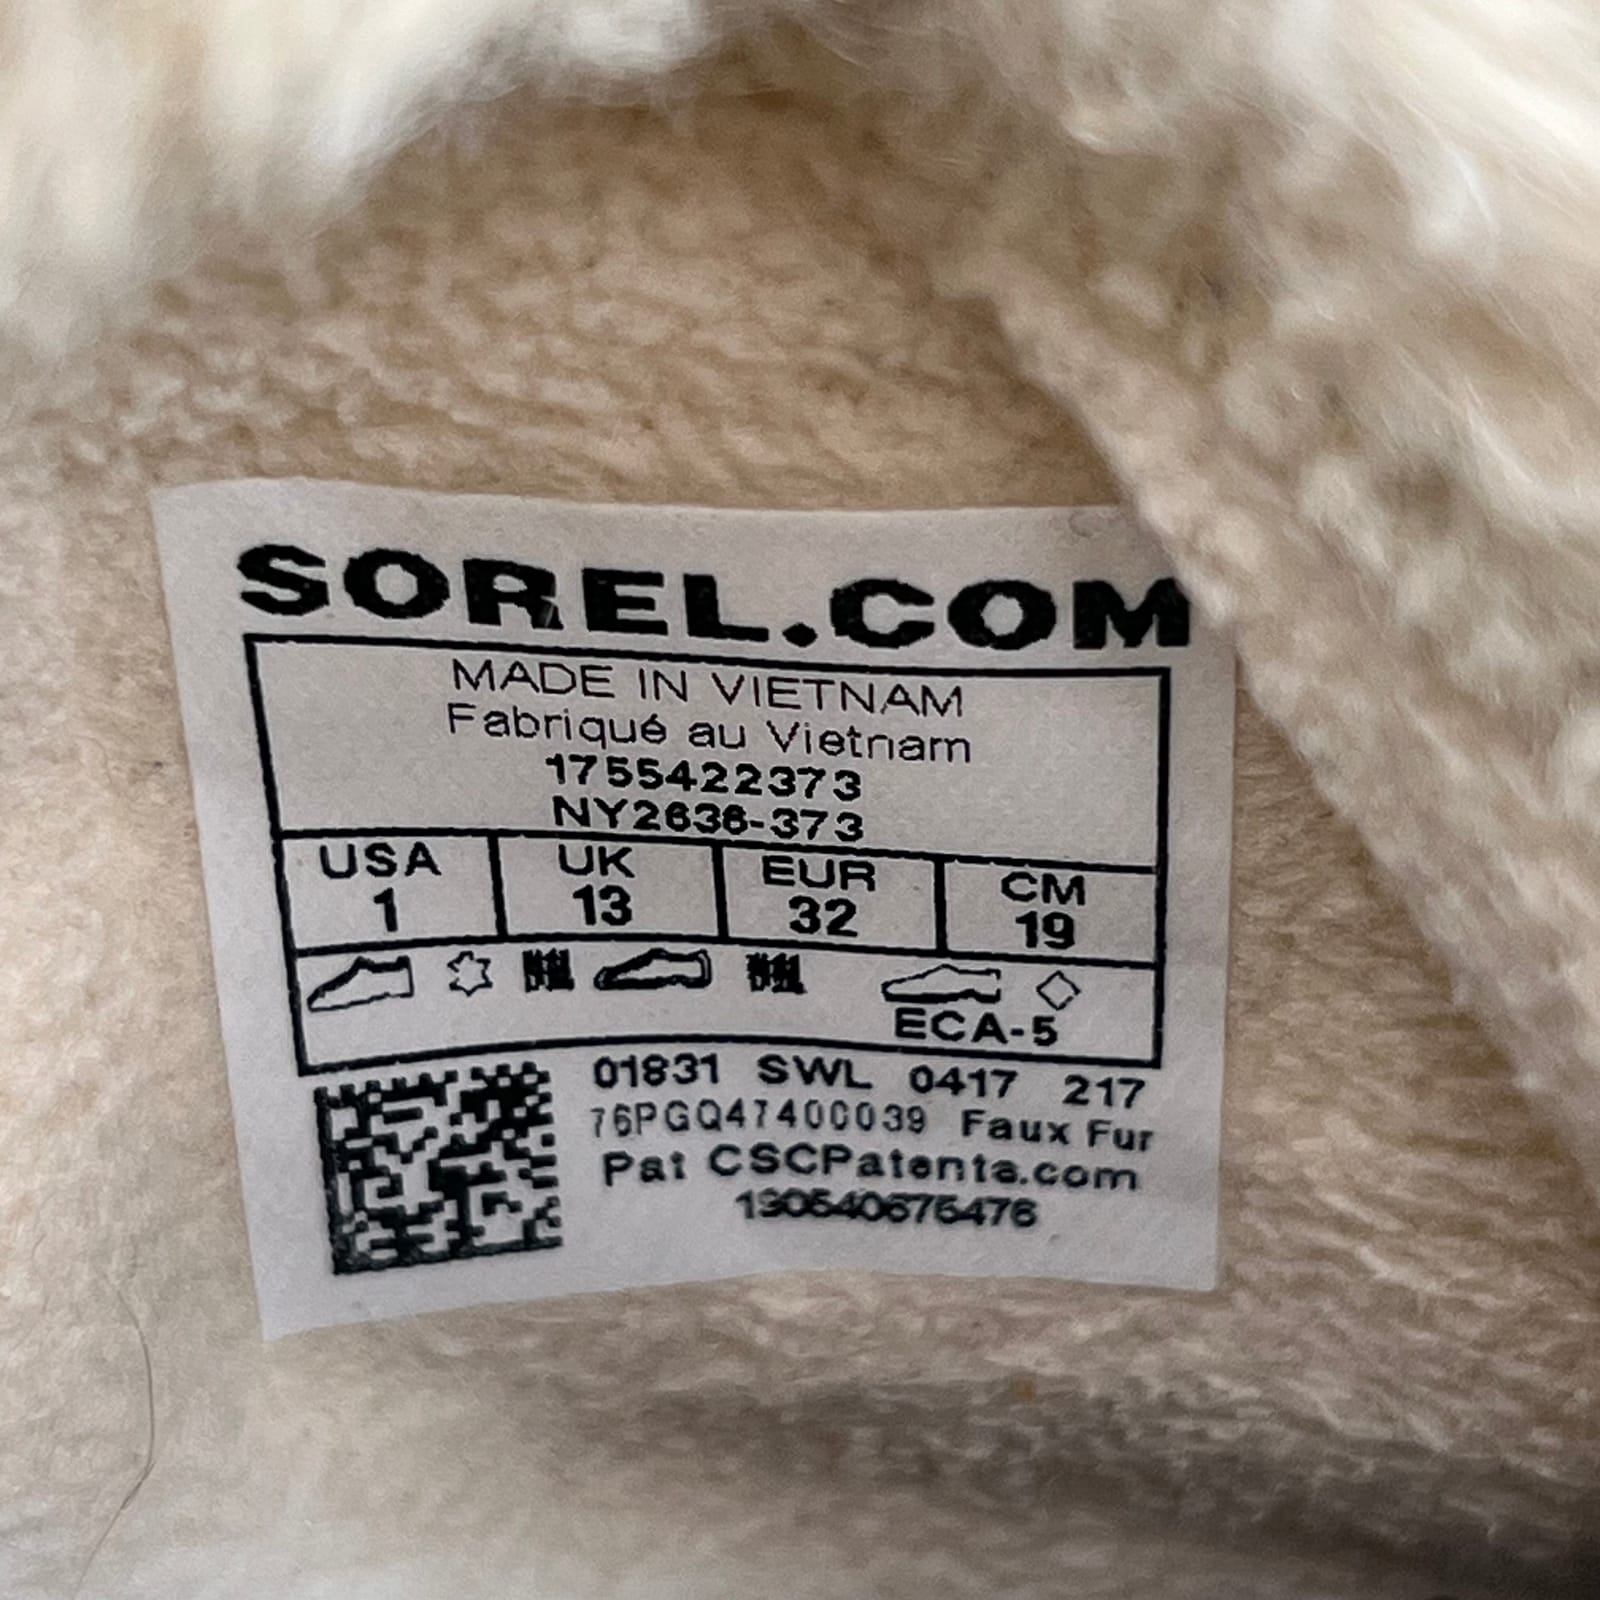 SOREL.COM
MADE IN VIETNAM
Fabriqué au Vietnam
1755422373
NY2636-373
USA UK EUR CM
1 13 32 19
ECA-5
01831 SWL 0417 217
76PGQ47400039 Faux Fur
Pat CSCPatents.com